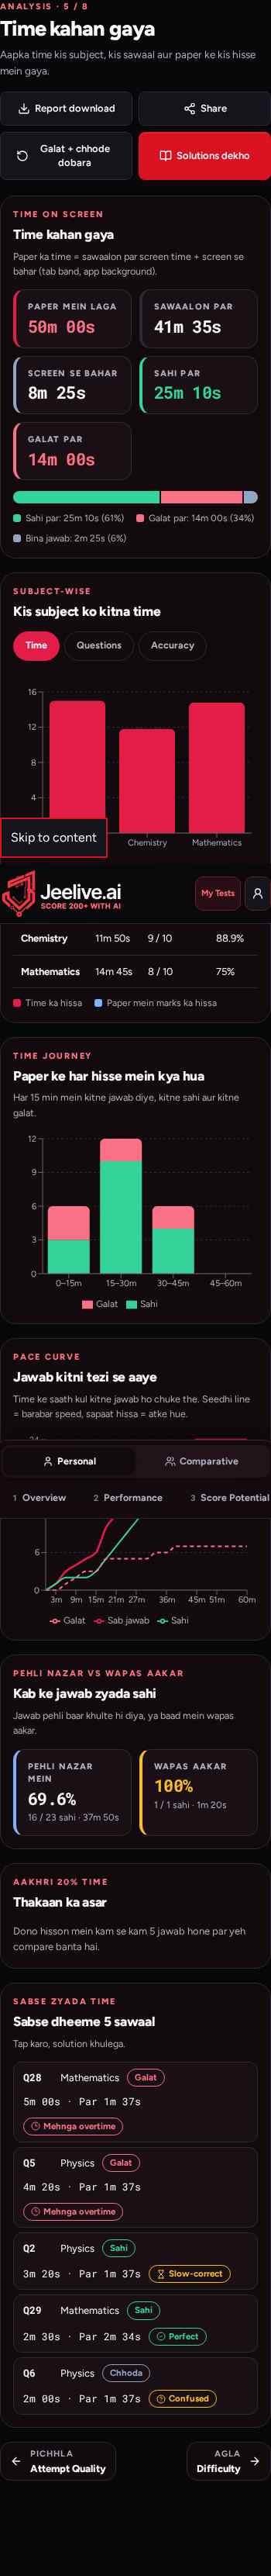 ANALYSIS · 5 / 8
Time kahan gaya
Aapka time kis subject, kis sawaal aur paper ke kis hisse
mein gaya.
Report download
Share
Galat + chhode
dobara
Solutions dekho
TIME ON SCREEN
Time kahan gaya
Paper ka time = sawaalon par screen time + screen se
bahar (tab band, app background).
PAPER MEIN LAGA
50m 00s
SAWAALON PAR
41m 35s
SCREEN SE BAHAR
8m 25s
SAHI PAR
25m 10s
GALAT PAR
14m 00s
Sahi par: 25m 10s (61%)
Galat par: 14m 00s (34%)
Bina jawab: 2m 25s (6%)
SUBJECT-WISE
Kis subject ko kitna time
Time
Questions
Accuracy
16
12
8
4
Chemistry
Mathematics
Skip to content
Jeelive.ai
SCORE 200+ WITH AI
My Tests
Chemistry 11m 50s 9 / 10 88.9%
Mathematics 14m 45s 8 / 10 75%
Time ka hissa
Paper mein marks ka hissa
TIME JOURNEY
Paper ke har hisse mein kya hua
Har 15 min mein kitne jawab diye, kitne sahi aur kitne
galat.
12
9
6
3
0
0–15m 15–30m 30–45m 45–60m
Galat Sahi
PACE CURVE
Jawab kitni tezi se aaye
Time ke saath kul kitne jawab ho chuke the. Seedhi line
= barabar speed, sapaat hissa = atke hue.
Personal
Comparative
1 Overview
2 Performance
3 Score Potential
6
0
3m 9m 15m 21m 27m 36m 45m 51m 60m
Galat Sab jawab Sahi
PEHLI NAZAR VS WAPAS AAKAR
Kab ke jawab zyada sahi
Jawab pehli baar khulte hi diya, ya baad mein wapas
aakar.
PEHLI NAZAR
MEIN
69.6%
16 / 23 sahi · 37m 50s
WAPAS AAKAR
100%
1 / 1 sahi · 1m 20s
AAKHRI 20% TIME
Thakaan ka asar
Dono hisson mein kam se kam 5 jawab hone par yeh
compare banta hai.
SABSE ZYADA TIME
Sabse dheeme 5 sawaal
Tap karo, solution khulega.
Q28 Mathematics Galat
5m 00s · Par 1m 37s
Mehnga overtime
Q5 Physics Galat
4m 20s · Par 1m 37s
Mehnga overtime
Q2 Physics Sahi
3m 20s · Par 1m 37s Slow-correct
Q29 Mathematics Sahi
2m 30s · Par 2m 34s Perfect
Q6 Physics Chhoda
2m 00s · Par 1m 37s Confused
PICHHLA
Attempt Quality
AGLA
Difficulty